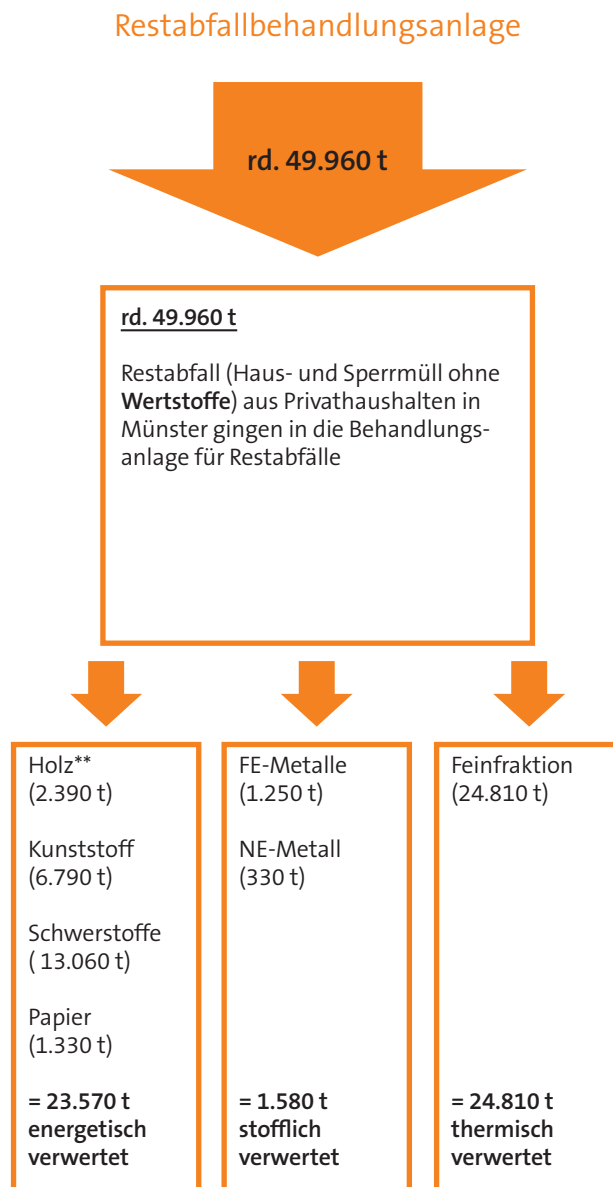 Restabfallbehandlungsanlage
rd. 49.960 t
rd. 49.960 t
Restabfall (Haus- und Sperrmüll ohne
Wertstoffe) aus Privathaushalten in
Münster gingen in die Behandlungs-
anlage für Restabfälle
Holz**
(2.390 t)
Kunststoff
(6.790 t)
Schwerstoffe
( 13.060 t)
Papier
(1.330 t)
= 23.570 t
energetisch
verwertet
FE-Metalle
(1.250 t)
NE-Metall
(330 t)
= 1.580 t
stofflich
verwertet
Feinfraktion
(24.810 t)
= 24.810 t
thermisch
verwertet